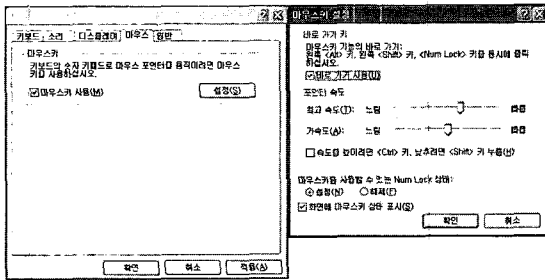 키보드 소리 디스플레이 마우스 일반
마우스키
키보드의 숫자 키패드로 마우스 포인터를 움직이려면 마우스
키를 사용하십시오.
마우스키 사용(M)
설정(S)
확인 취소 적용(A)
마우스키 설정
바로 가기 키
마우스키 기능의 바로 가기:
왼쪽 <Alt> 키, 왼쪽 <Shift> 키, <Num Lock> 키를 동시에 클릭
하십시오.
바로 가기 사용(U)
포인터 속도
최고 속도(T): 느림 빠름
가속도(A): 느림 빠름
속도를 높이려면 <Ctrl> 키, 낮추려면 <Shift> 키 누름(H)
마우스키를 사용할 수 있는 Num Lock 상태:
설정(N) 해제(F)
화면에 마우스키 상태 표시(S)
확인 취소